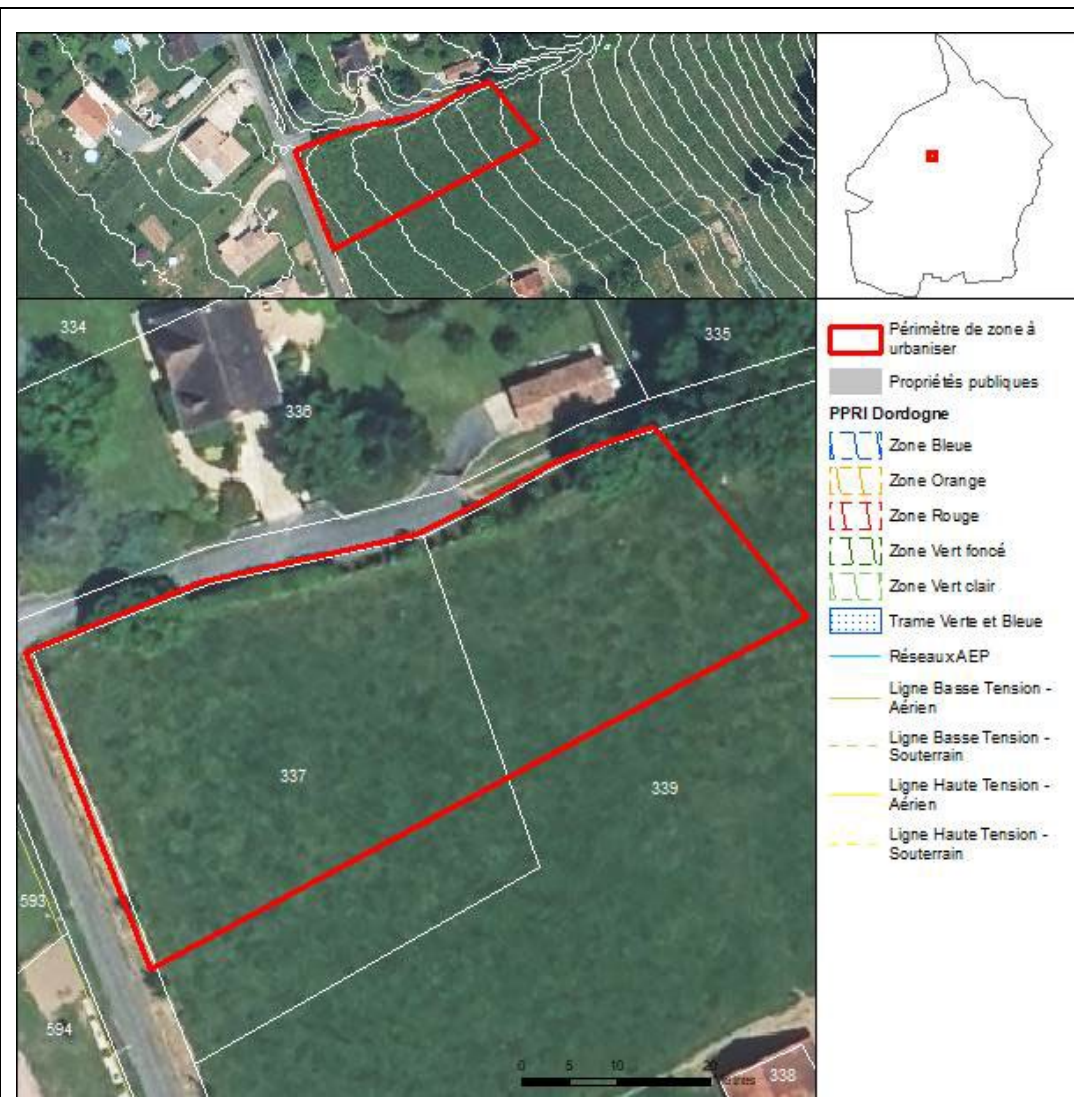 334
335
336
337
339
593
594
338
0 5 10 20
Mètres
Périmètre de zone à
urbaniser
Propriétés publiques
PPRI Dordogne
Zone Bleue
Zone Orange
Zone Rouge
Zone Vert foncé
Zone Vert clair
Trame Verte et Bleue
Réseaux AEP
Ligne Basse Tension -
Aérien
Ligne Basse Tension -
Souterrain
Ligne Haute Tension -
Aérien
Ligne Haute Tension -
Souterrain